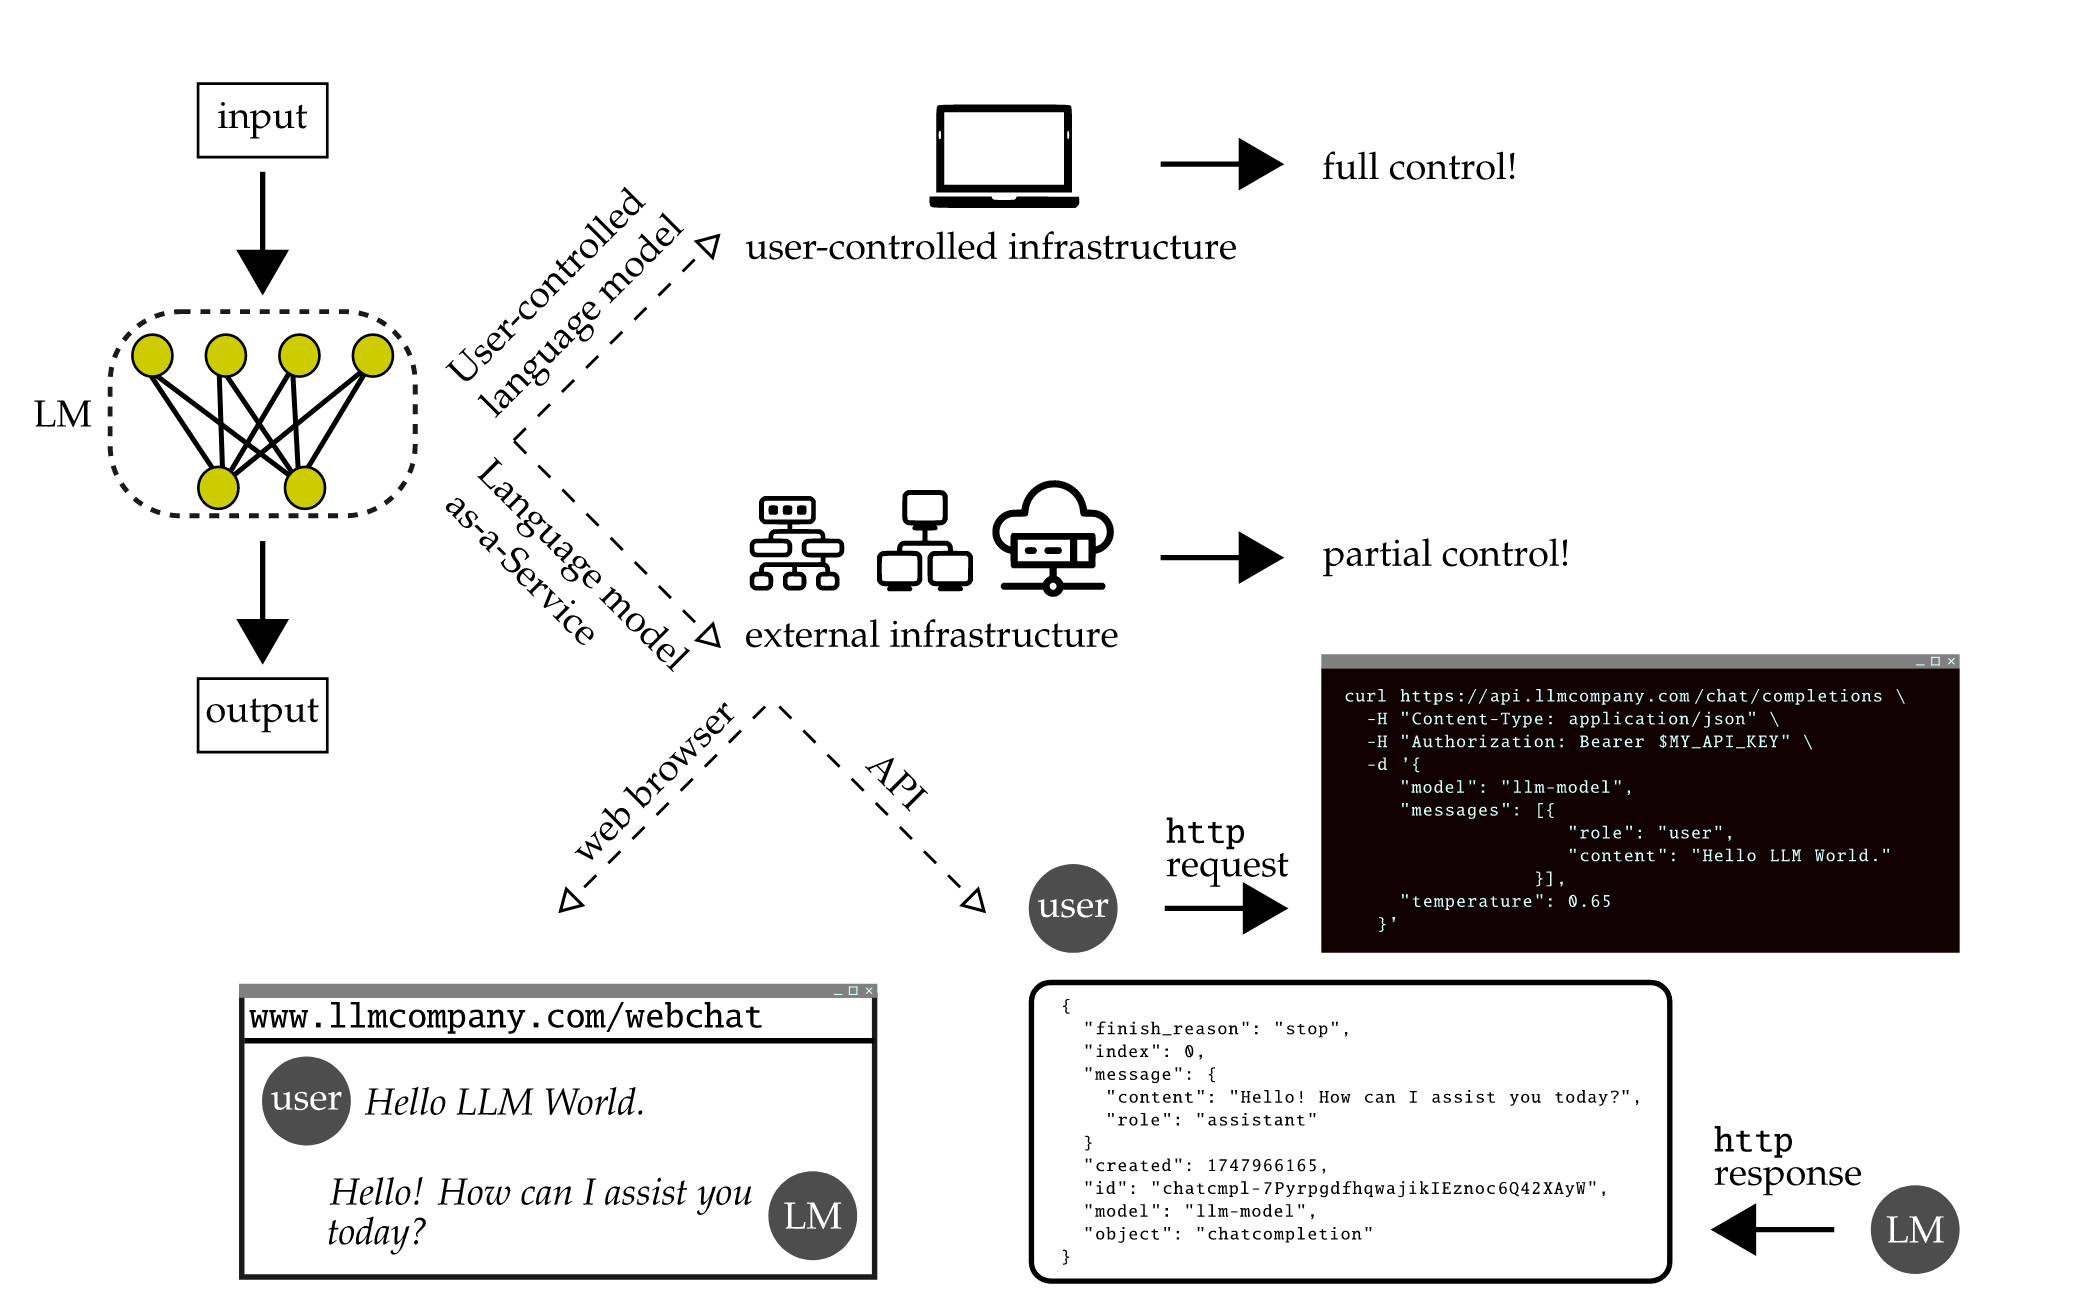 input
LM
output
User-controlled
language model
user-controlled infrastructure
full control!
Language model
as-a-Service
external infrastructure
partial control!
web browser
API
user
http
request
curl https://api.llmcompany.com/chat/completions \
-H "Content-Type: application/json" \
-H "Authorization: Bearer $MY_API_KEY" \
-d '{
"model": "llm-model",
"messages": [{
"role": "user",
"content": "Hello LLM World."
}],
"temperature": 0.65
}'
www.llmcompany.com/webchat
user
Hello LLM World.
Hello! How can I assist you
today?
LM
{
"finish_reason": "stop",
"index": 0,
"message": {
"content": "Hello! How can I assist you today?",
"role": "assistant"
}
"created": 1747966165,
"id": "chatcmpl-7PyrpgdfhqwajikIEznoc6Q42XAyW",
"model": "llm-model",
"object": "chatcompletion"
}
http
response
LM